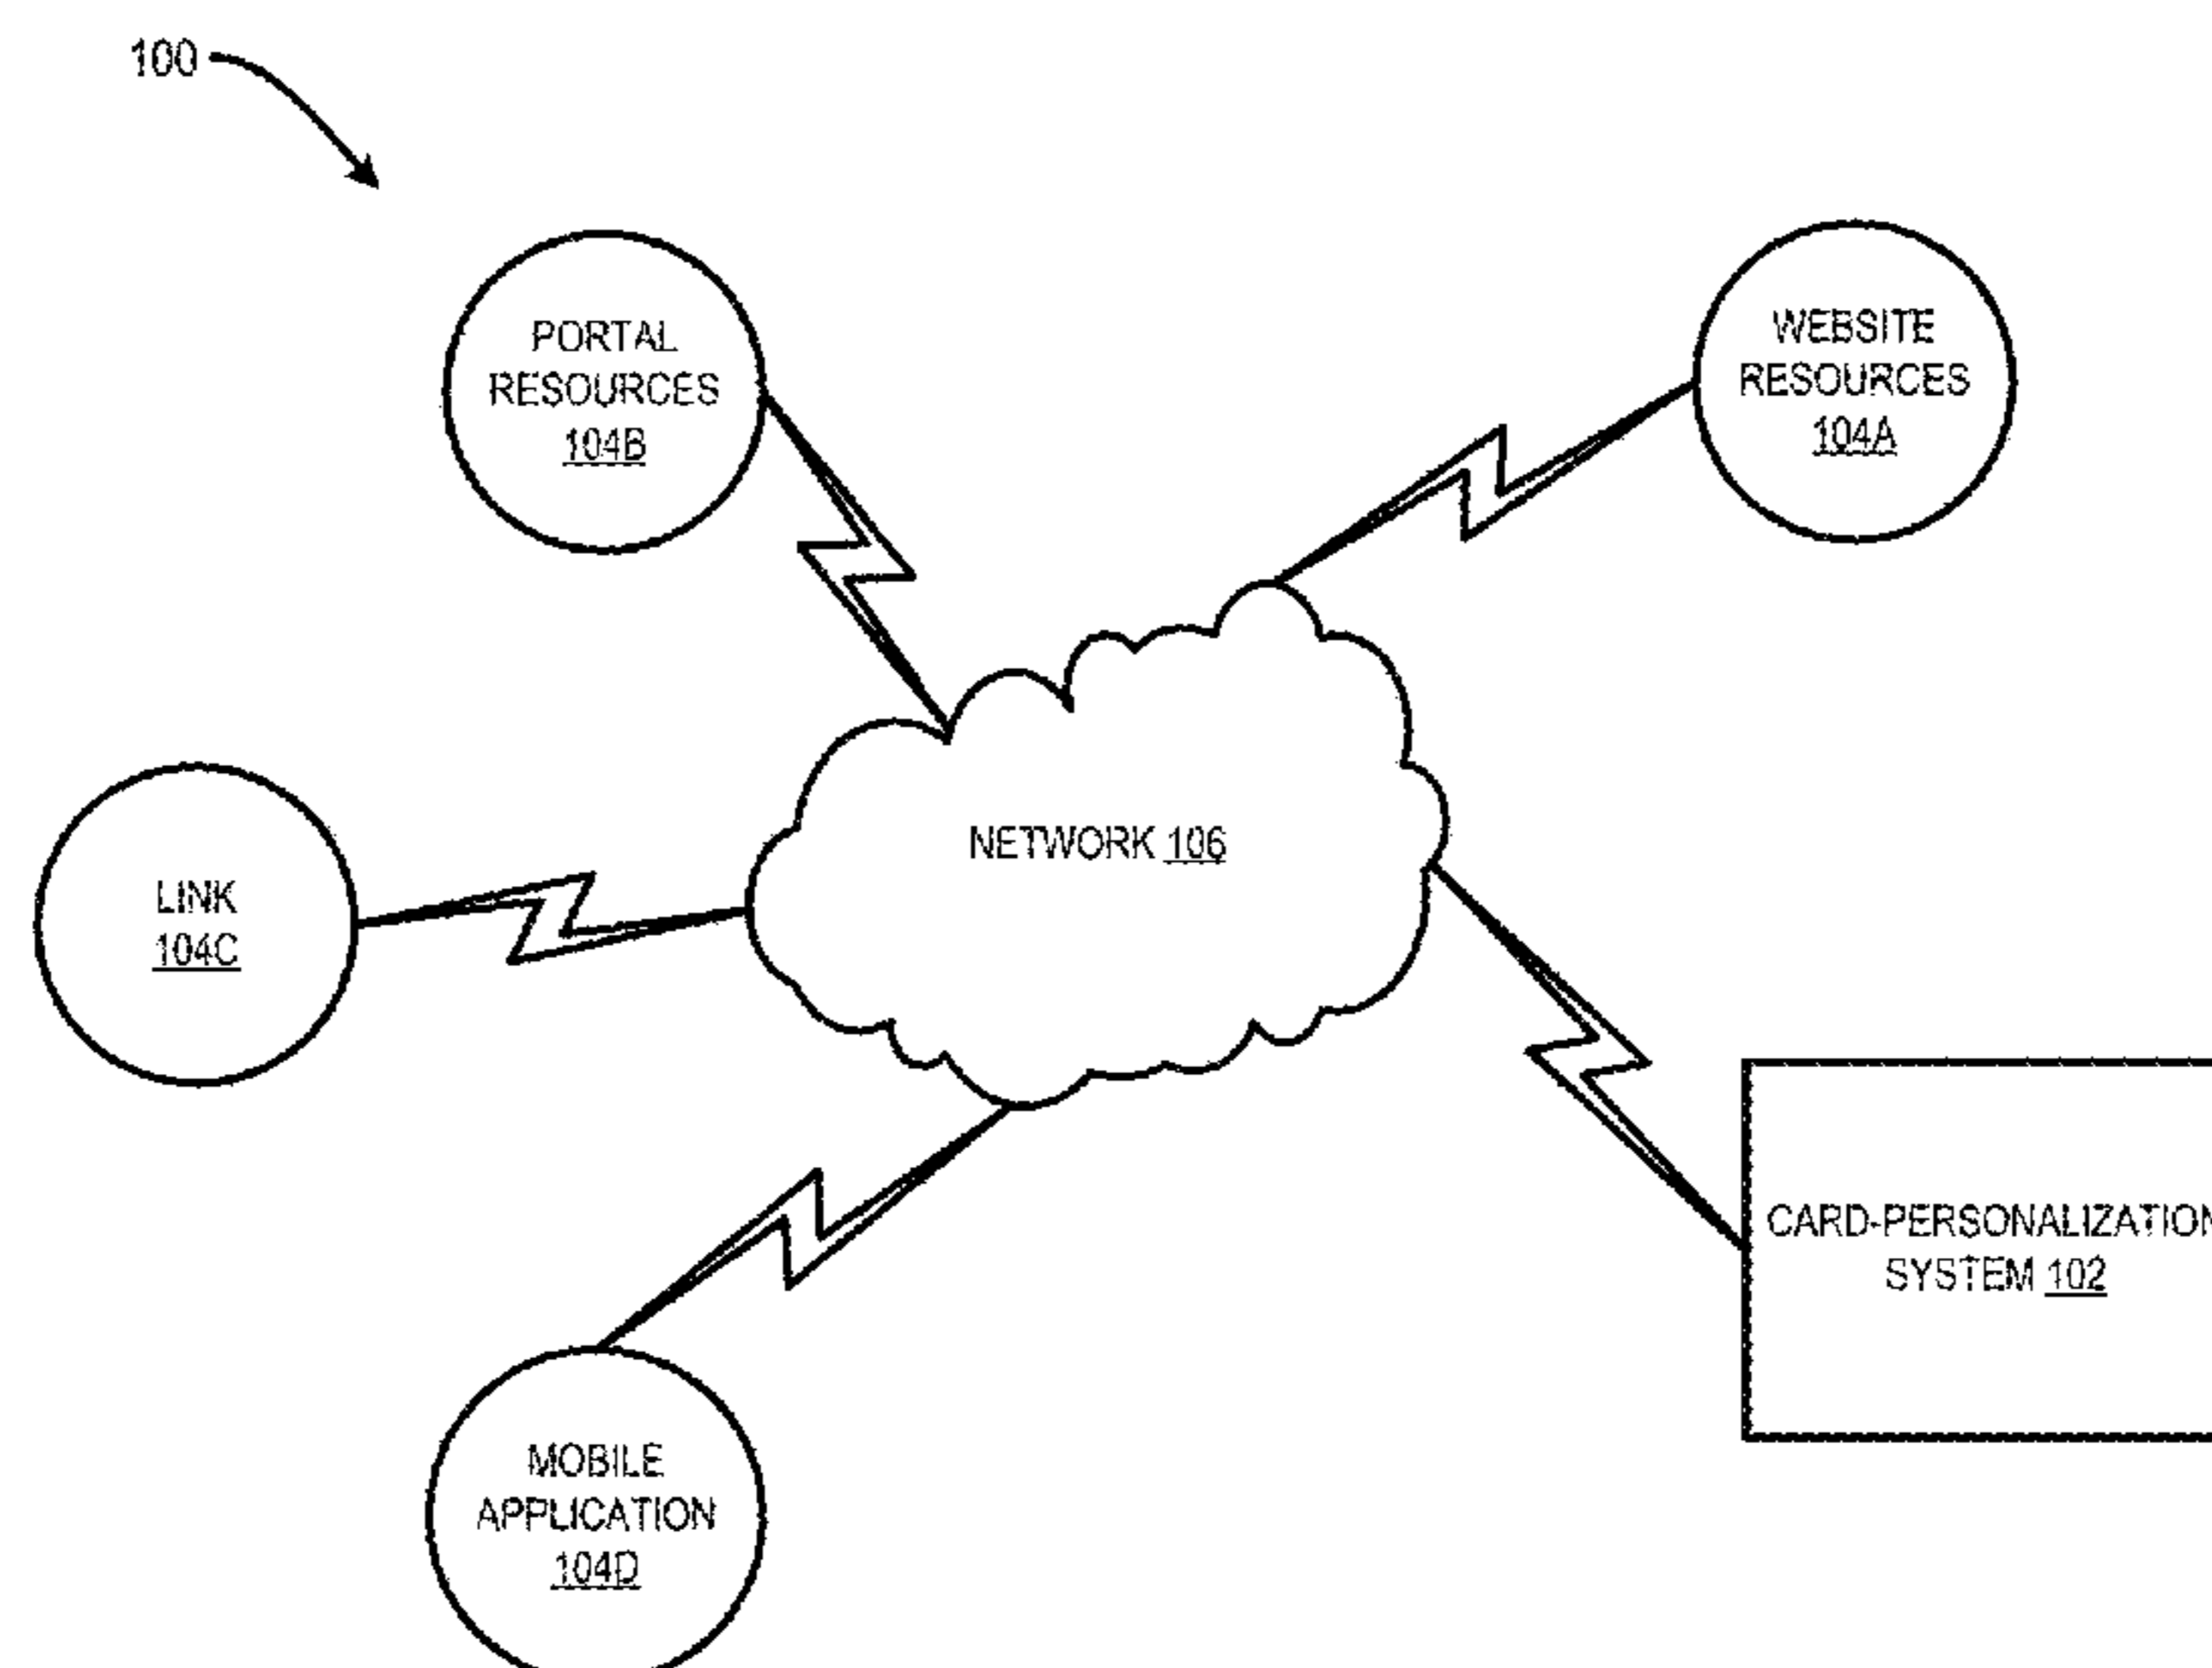 100
PORTAL
RESOURCES
104B
WEBSITE
RESOURCES
104A
NETWORK 106
LINK
104C
CARD-PERSONALIZATION
SYSTEM 102
MOBILE
APPLICATION
104D